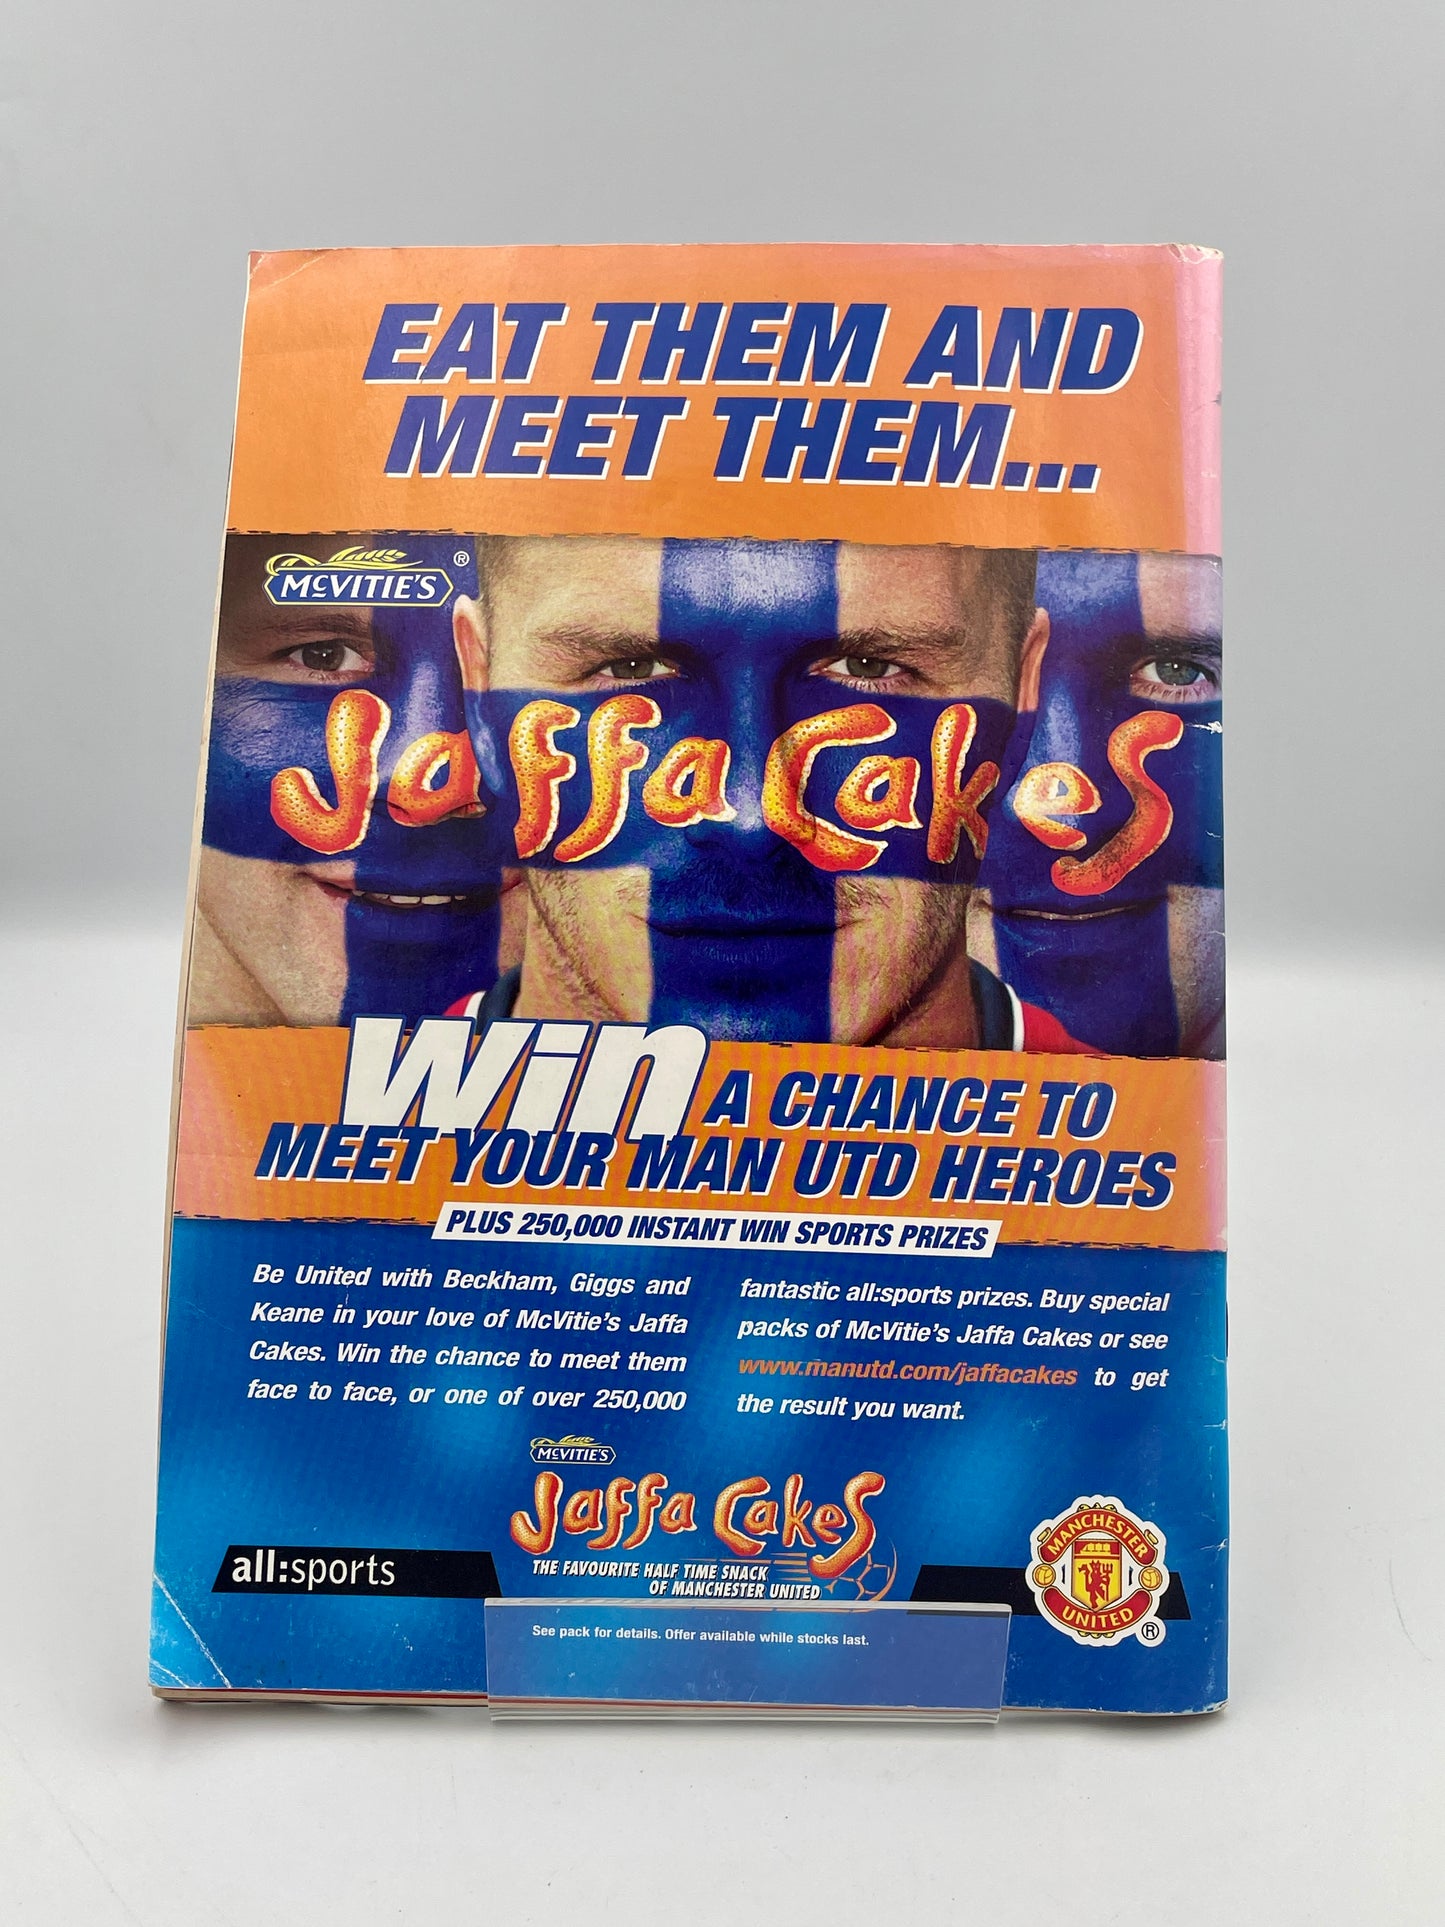 EAT THEM AND
MEET THEM...
McVITIE'S ®
Jaffa Cakes
Win A CHANCE TO
MEET YOUR MAN UTD HEROES
PLUS 250,000 INSTANT WIN SPORTS PRIZES
Be United with Beckham, Giggs and
Keane in your love of McVitie's Jaffa
Cakes. Win the chance to meet them
face to face, or one of over 250,000
fantastic all:sports prizes. Buy special
packs of McVitie's Jaffa Cakes or see
www.manutd.com/jaffacakes to get
the result you want.
McVITIE'S
Jaffa Cakes
THE FAVOURITE HALF TIME SNACK
OF MANCHESTER UNITED
all:sports
MANCHESTER
UNITED
®
See pack for details. Offer available while stocks last.